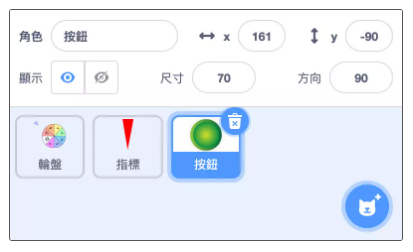 角色 按鈕 x 161 y -90
顯示 尺寸 70 方向 90
輪盤 指標 按鈕